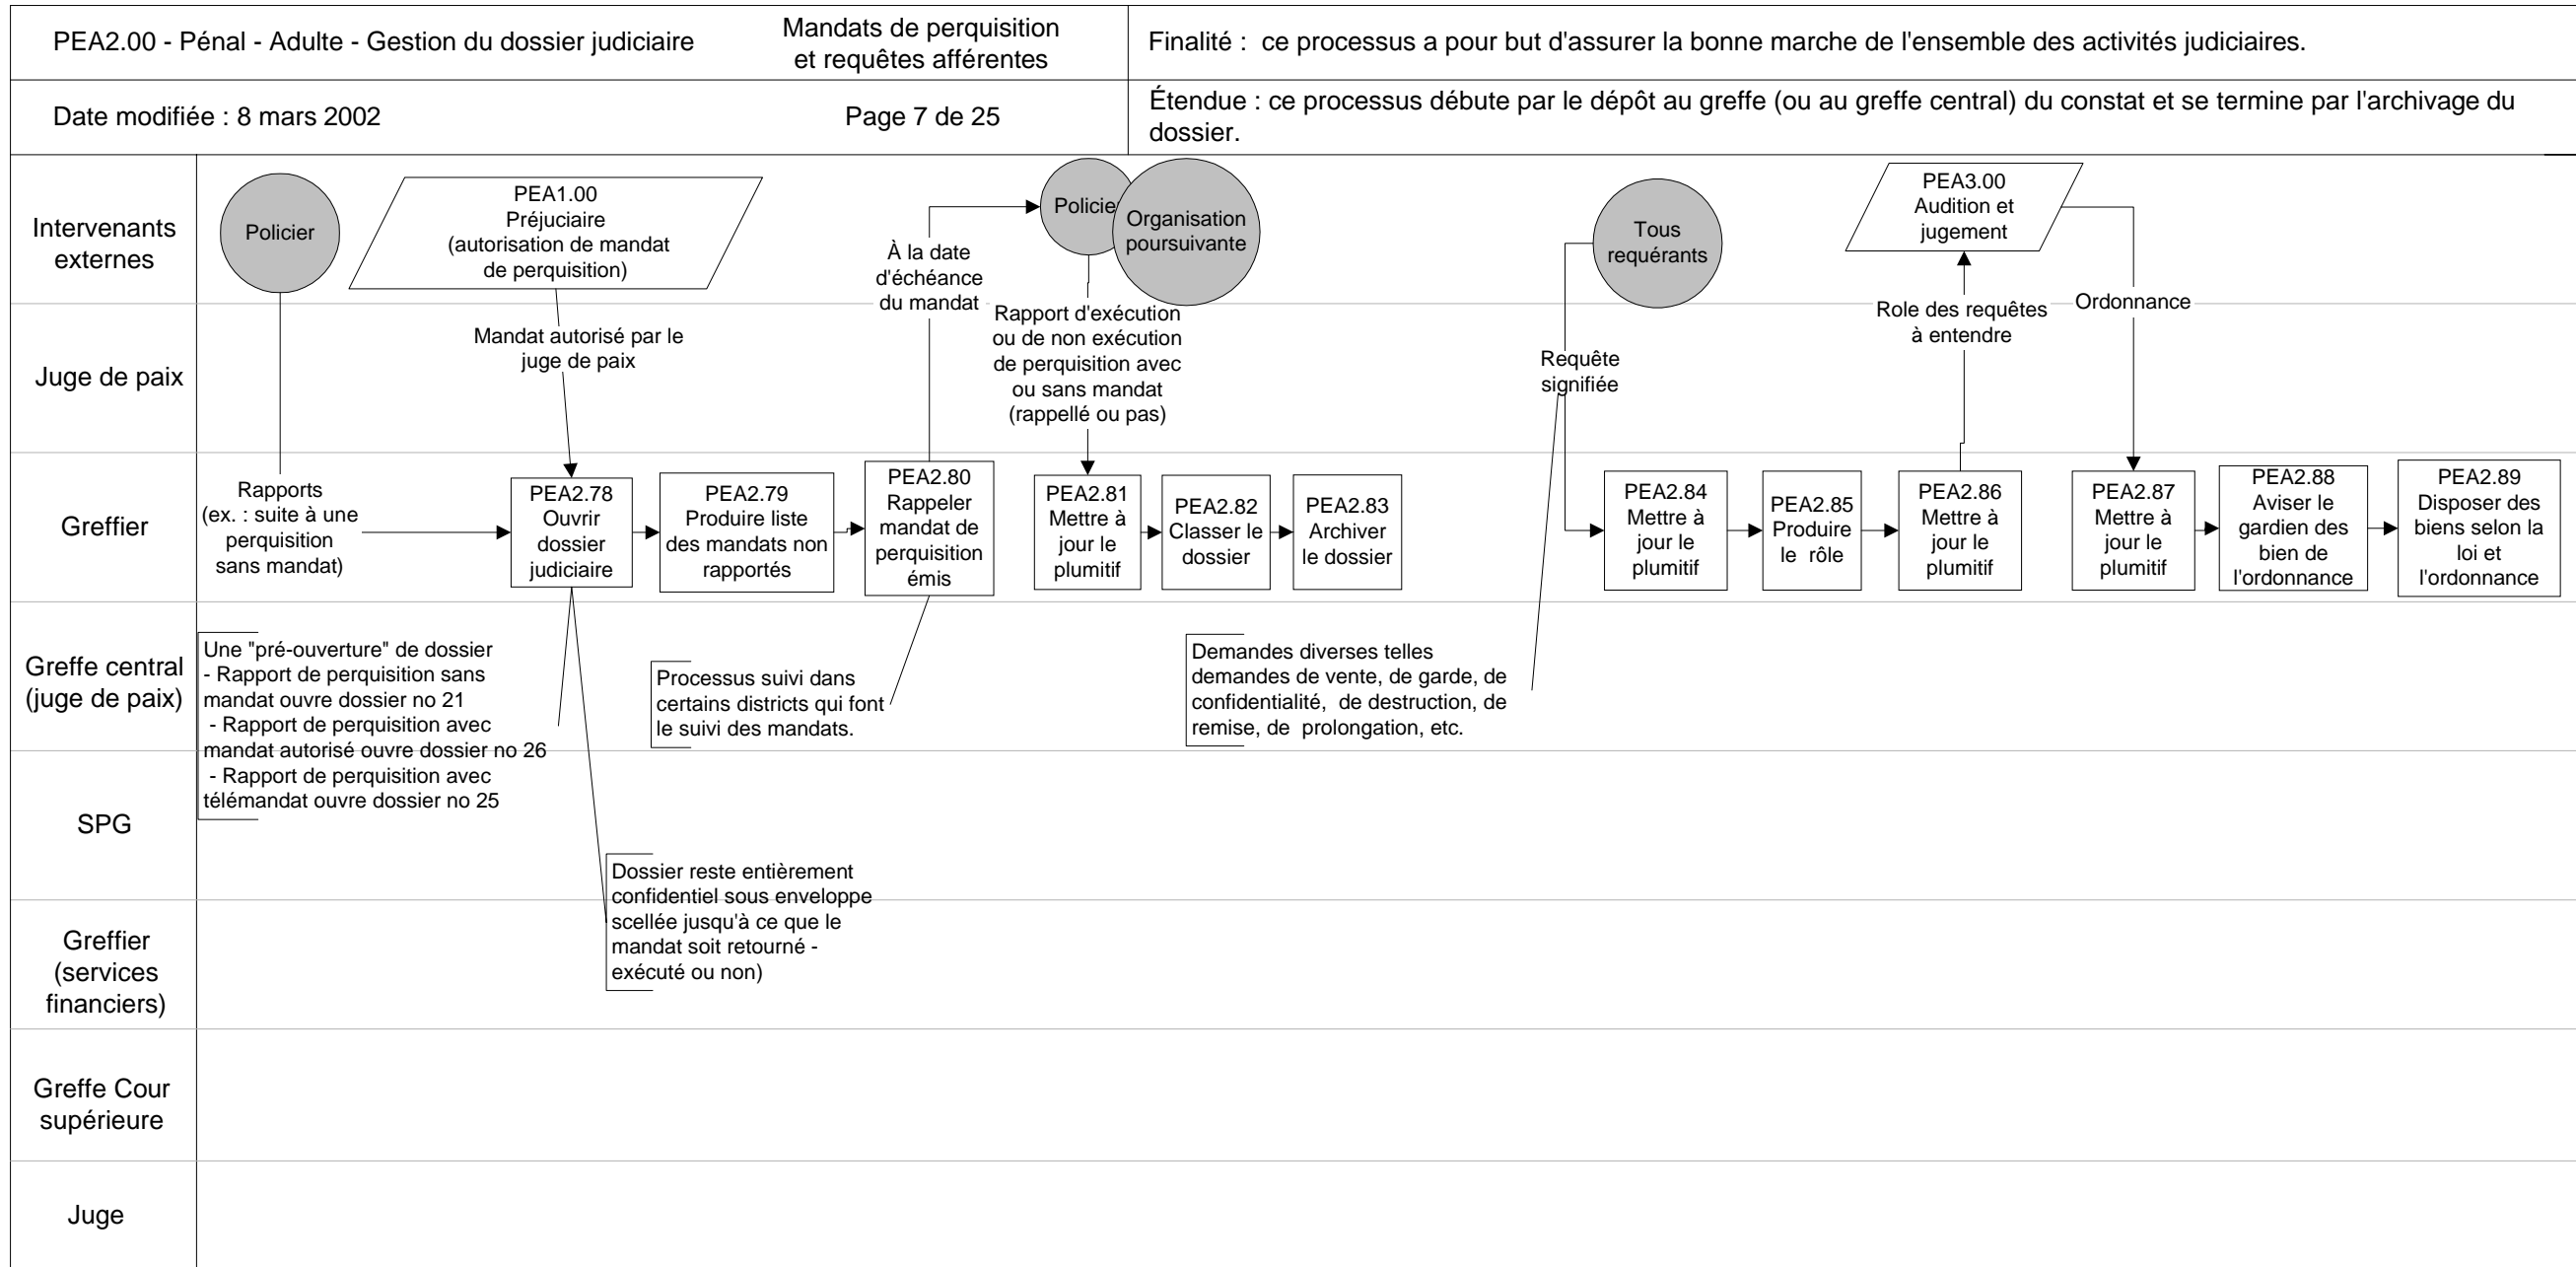 PEA2.00 - Pénal - Adulte - Gestion du dossier judiciaire
Mandats de perquisition
et requêtes afférentes
Finalité : ce processus a pour but d'assurer la bonne marche de l'ensemble des activités judiciaires.
Date modifiée : 8 mars 2002
Page 7 de 25
Étendue : ce processus débute par le dépôt au greffe (ou au greffe central) du constat et se termine par l'archivage du
dossier.
Intervenants
externes
Policier
PEA1.00
Préjuciaire
(autorisation de mandat
de perquisition)
À la date
d'échéance
du mandat
Policie
Organisation
poursuivante
Tous
requérants
PEA3.00
Audition et
jugement
Juge de paix
Mandat autorisé par le
juge de paix
Rapport d'exécution
ou de non exécution
de perquisition avec
ou sans mandat
(rappellé ou pas)
Requête
signifiée
Role des requêtes
à entendre
Ordonnance
Greffier
Rapports
(ex. : suite à une
perquisition
sans mandat)
PEA2.78
Ouvrir
dossier
judiciaire
PEA2.79
Produire liste
des mandats non
rapportés
PEA2.80
Rappeler
mandat de
perquisition
émis
PEA2.81
Mettre à
jour le
plumitif
PEA2.82
Classer le
dossier
PEA2.83
Archiver
le dossier
PEA2.84
Mettre à
jour le
plumitif
PEA2.85
Produire
le rôle
PEA2.86
Mettre à
jour le
plumitif
PEA2.87
Mettre à
jour le
plumitif
PEA2.88
Aviser le
gardien des
bien de
l'ordonnance
PEA2.89
Disposer des
biens selon la
loi et
l'ordonnance
Greffe central
(juge de paix)
Une "pré-ouverture" de dossier
- Rapport de perquisition sans
mandat ouvre dossier no 21
- Rapport de perquisition avec
mandat autorisé ouvre dossier no 26
- Rapport de perquisition avec
télémandat ouvre dossier no 25
Processus suivi dans
certains districts qui font
le suivi des mandats.
Demandes diverses telles
demandes de vente, de garde, de
confidentialité, de destruction, de
remise, de prolongation, etc.
SPG
Dossier reste entièrement
confidentiel sous enveloppe
scellée jusqu'à ce que le
mandat soit retourné -
exécuté ou non)
Greffier
(services
financiers)
Greffe Cour
supérieure
Juge